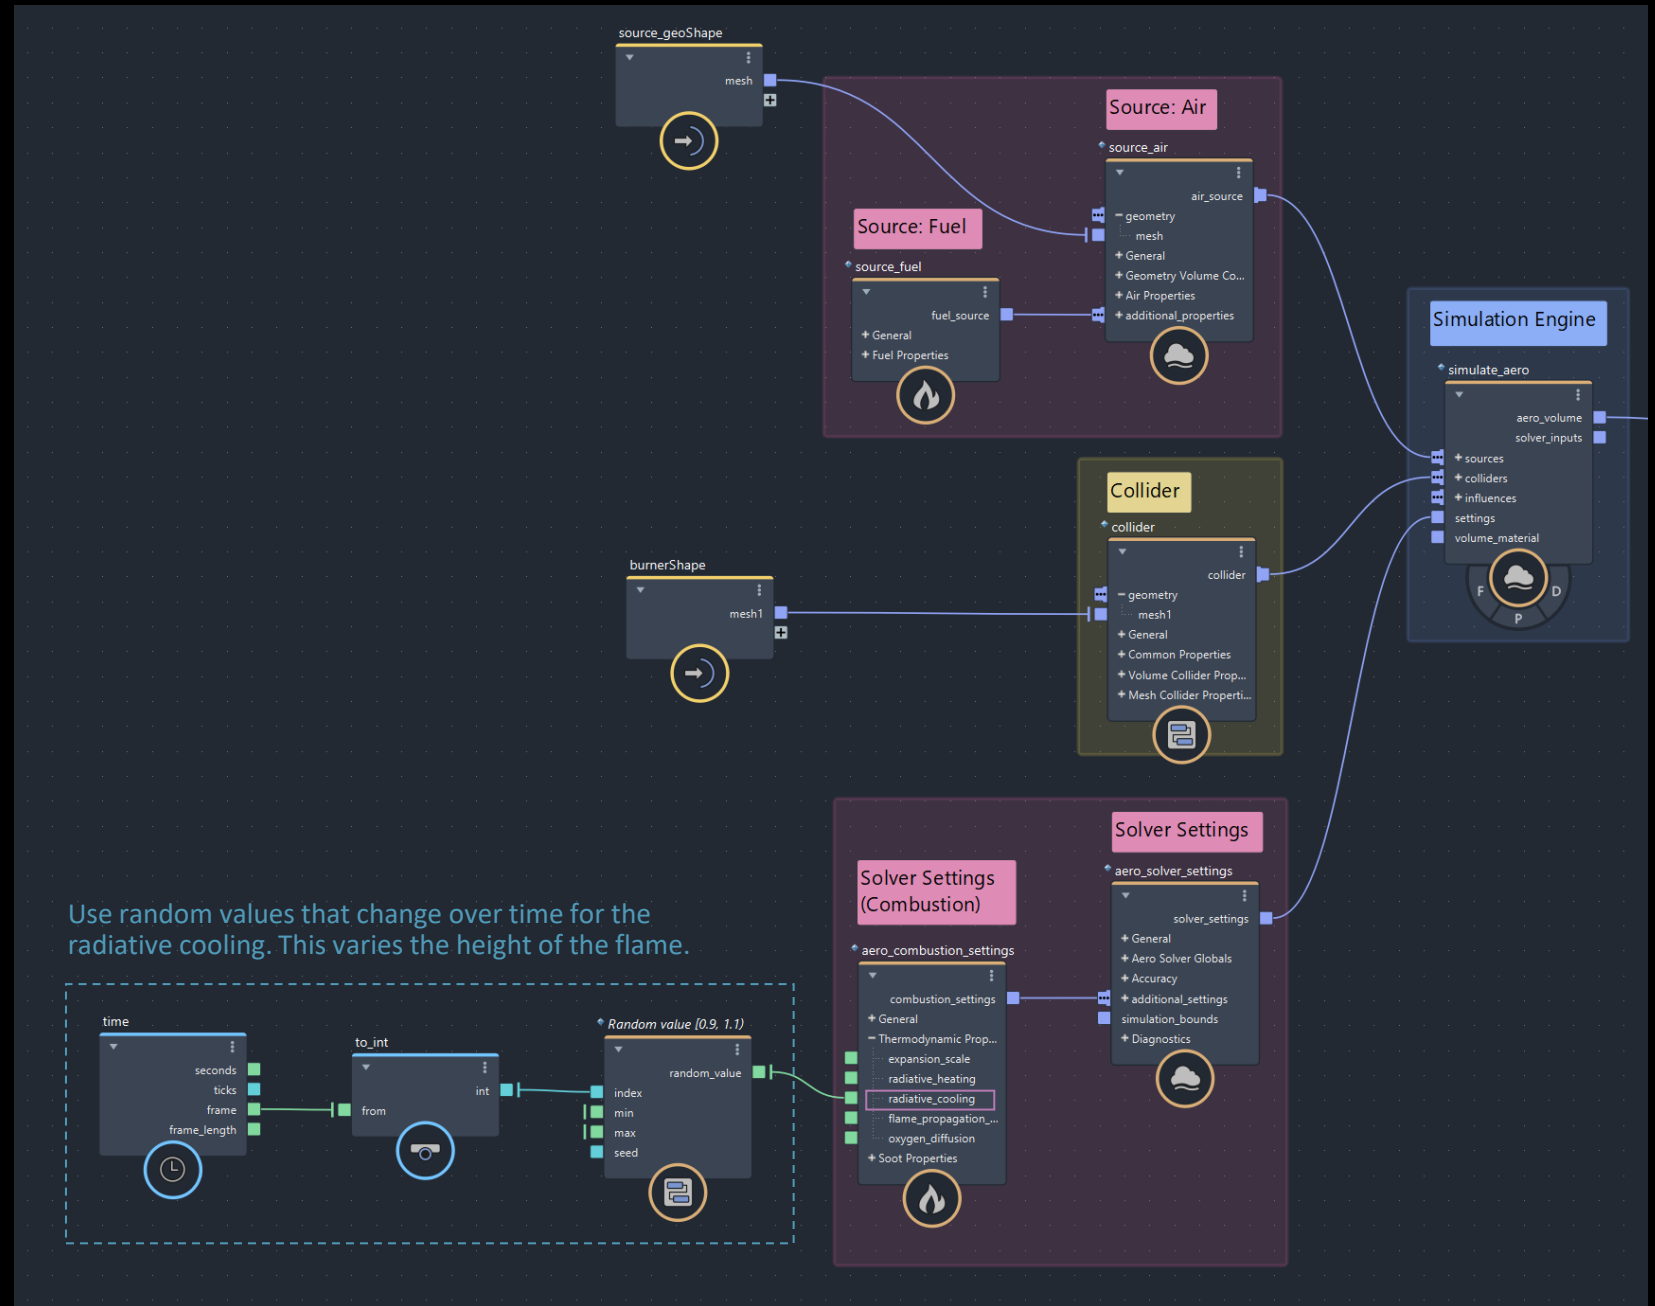 source_geoShape
mesh
Source: Air
source_air
air_source
geometry
mesh
General
Geometry Volume Co...
Air Properties
additional_properties
Source: Fuel
source_fuel
fuel_source
General
Fuel Properties
Simulation Engine
simulate_aero
aero_volume
solver_inputs
sources
colliders
influences
settings
volume_material
F
D
P
Collider
collider
collider
geometry
mesh1
General
Common Properties
Volume Collider Prop...
Mesh Collider Properti...
burnerShape
mesh1
Solver Settings
aero_solver_settings
solver_settings
General
Aero Solver Globals
Accuracy
additional_settings
simulation_bounds
Diagnostics
Solver Settings
(Combustion)
aero_combustion_settings
combustion_settings
General
Thermodynamic Prop...
expansion_scale
radiative_heating
radiative_cooling
flame_propagation_...
oxygen_diffusion
Soot Properties
Use random values that change over time for the
radiative cooling. This varies the height of the flame.
time
seconds
ticks
frame
frame_length
to_int
int
from
Random value [0.9, 1.1)
random_value
index
min
max
seed